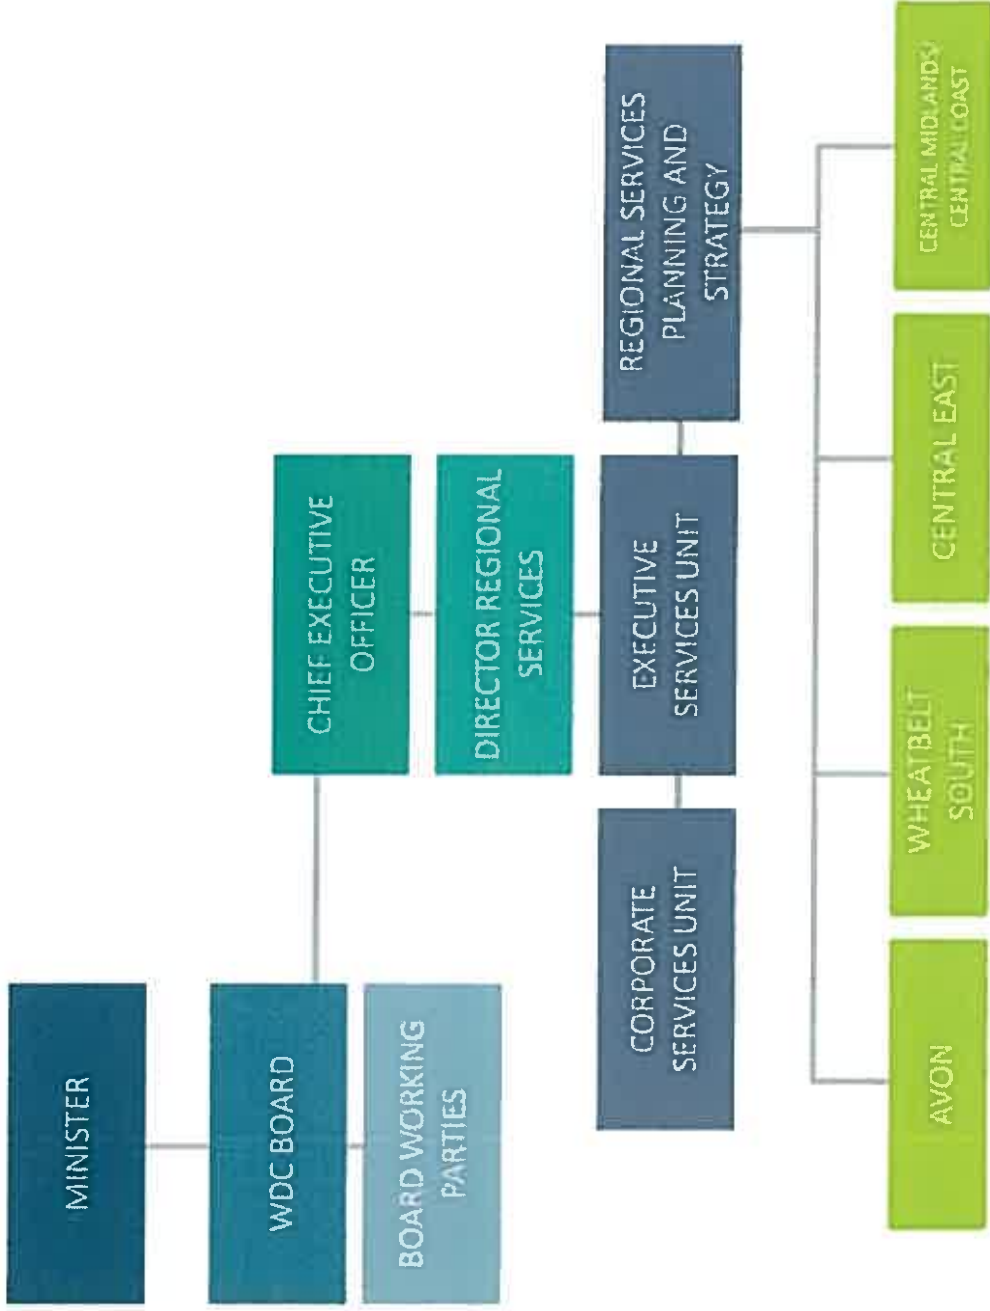 MINISTER
WDC BOARD
BOARD WORKING
PARTIES
CHIEF EXECUTIVE
OFFICER
DIRECTOR REGIONAL
SERVICES
CORPORATE
SERVICES UNIT
EXECUTIVE
SERVICES UNIT
REGIONAL SERVICES
PLANNING AND
STRATEGY
AVON
WHEATBELT
SOUTH
CENTRAL EAST
CENTRAL MIDLANDS/
CENTRAL COAST